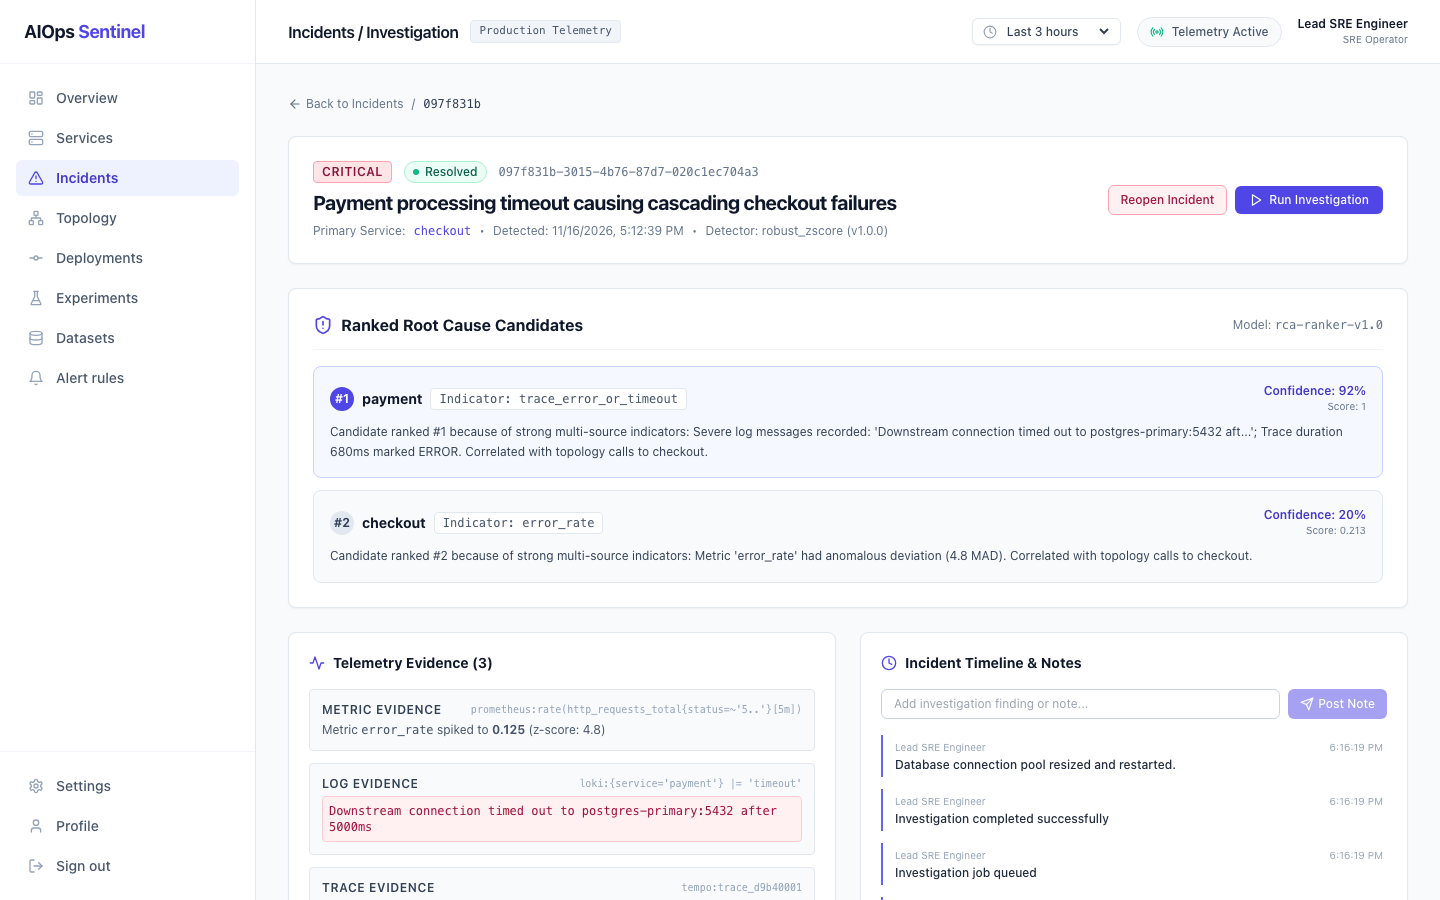 AIOps Sentinel
Overview
Services
Incidents
Topology
Deployments
Experiments
Datasets
Alert rules
Settings
Profile
Sign out
Incidents / Investigation
Production Telemetry
Last 3 hours
Telemetry Active
Lead SRE Engineer
SRE Operator
Back to Incidents / 097f831b
CRITICAL
Resolved
097f831b-3015-4b76-87d7-020c1ec704a3
Payment processing timeout causing cascading checkout failures
Primary Service: checkout • Detected: 11/16/2026, 5:12:39 PM • Detector: robust_zscore (v1.0.0)
Reopen Incident
Run Investigation
Ranked Root Cause Candidates
Model: rca-ranker-v1.0
#1 payment Indicator: trace_error_or_timeout
Confidence: 92%
Score: 1
Candidate ranked #1 because of strong multi-source indicators: Severe log messages recorded: 'Downstream connection timed out to postgres-primary:5432 aft...'; Trace duration
680ms marked ERROR. Correlated with topology calls to checkout.
#2 checkout Indicator: error_rate
Confidence: 20%
Score: 0.213
Candidate ranked #2 because of strong multi-source indicators: Metric 'error_rate' had anomalous deviation (4.8 MAD). Correlated with topology calls to checkout.
Telemetry Evidence (3)
METRIC EVIDENCE
prometheus:rate(http_requests_total{status=~'5..'}[5m])
Metric error_rate spiked to 0.125 (z-score: 4.8)
LOG EVIDENCE
loki:{service='payment'} |= 'timeout'
Downstream connection timed out to postgres-primary:5432 after
5000ms
TRACE EVIDENCE
tempo:trace_d9b40001
Incident Timeline & Notes
Add investigation finding or note...
Post Note
Lead SRE Engineer
6:16:19 PM
Database connection pool resized and restarted.
Lead SRE Engineer
6:16:19 PM
Investigation completed successfully
Lead SRE Engineer
6:16:19 PM
Investigation job queued